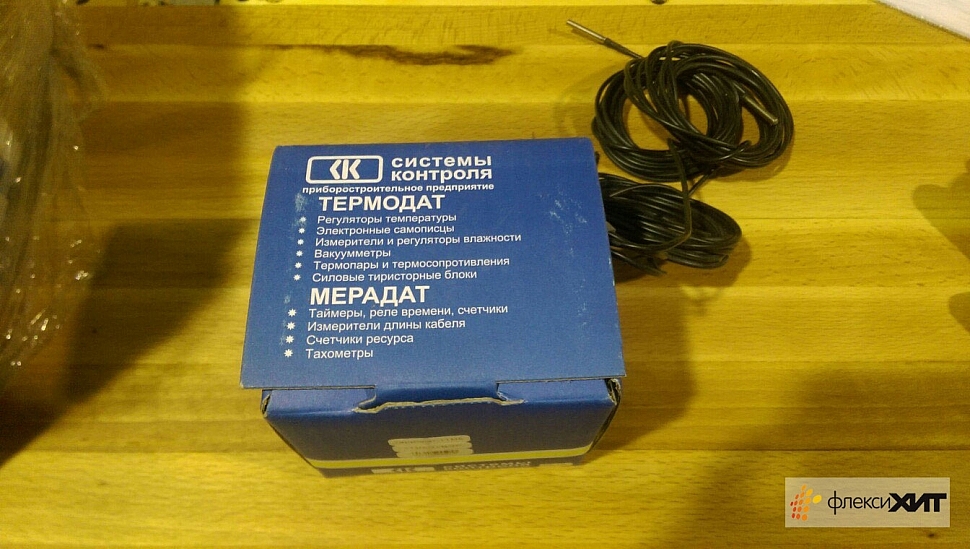 СИСТЕМЫ
КОНТРОЛЯ
приборостроительное предприятие
ТЕРМОДАТ
Регуляторы температуры
Электронные самописцы
Измерители и регуляторы влажности
Вакуумметры
Термопары и термосопротивления
Силовые тиристорные блоки
МЕРАДАТ
Таймеры, реле времени, счетчики
Измерители длины кабеля
Счетчики ресурса
Тахометры
флексиХИТ